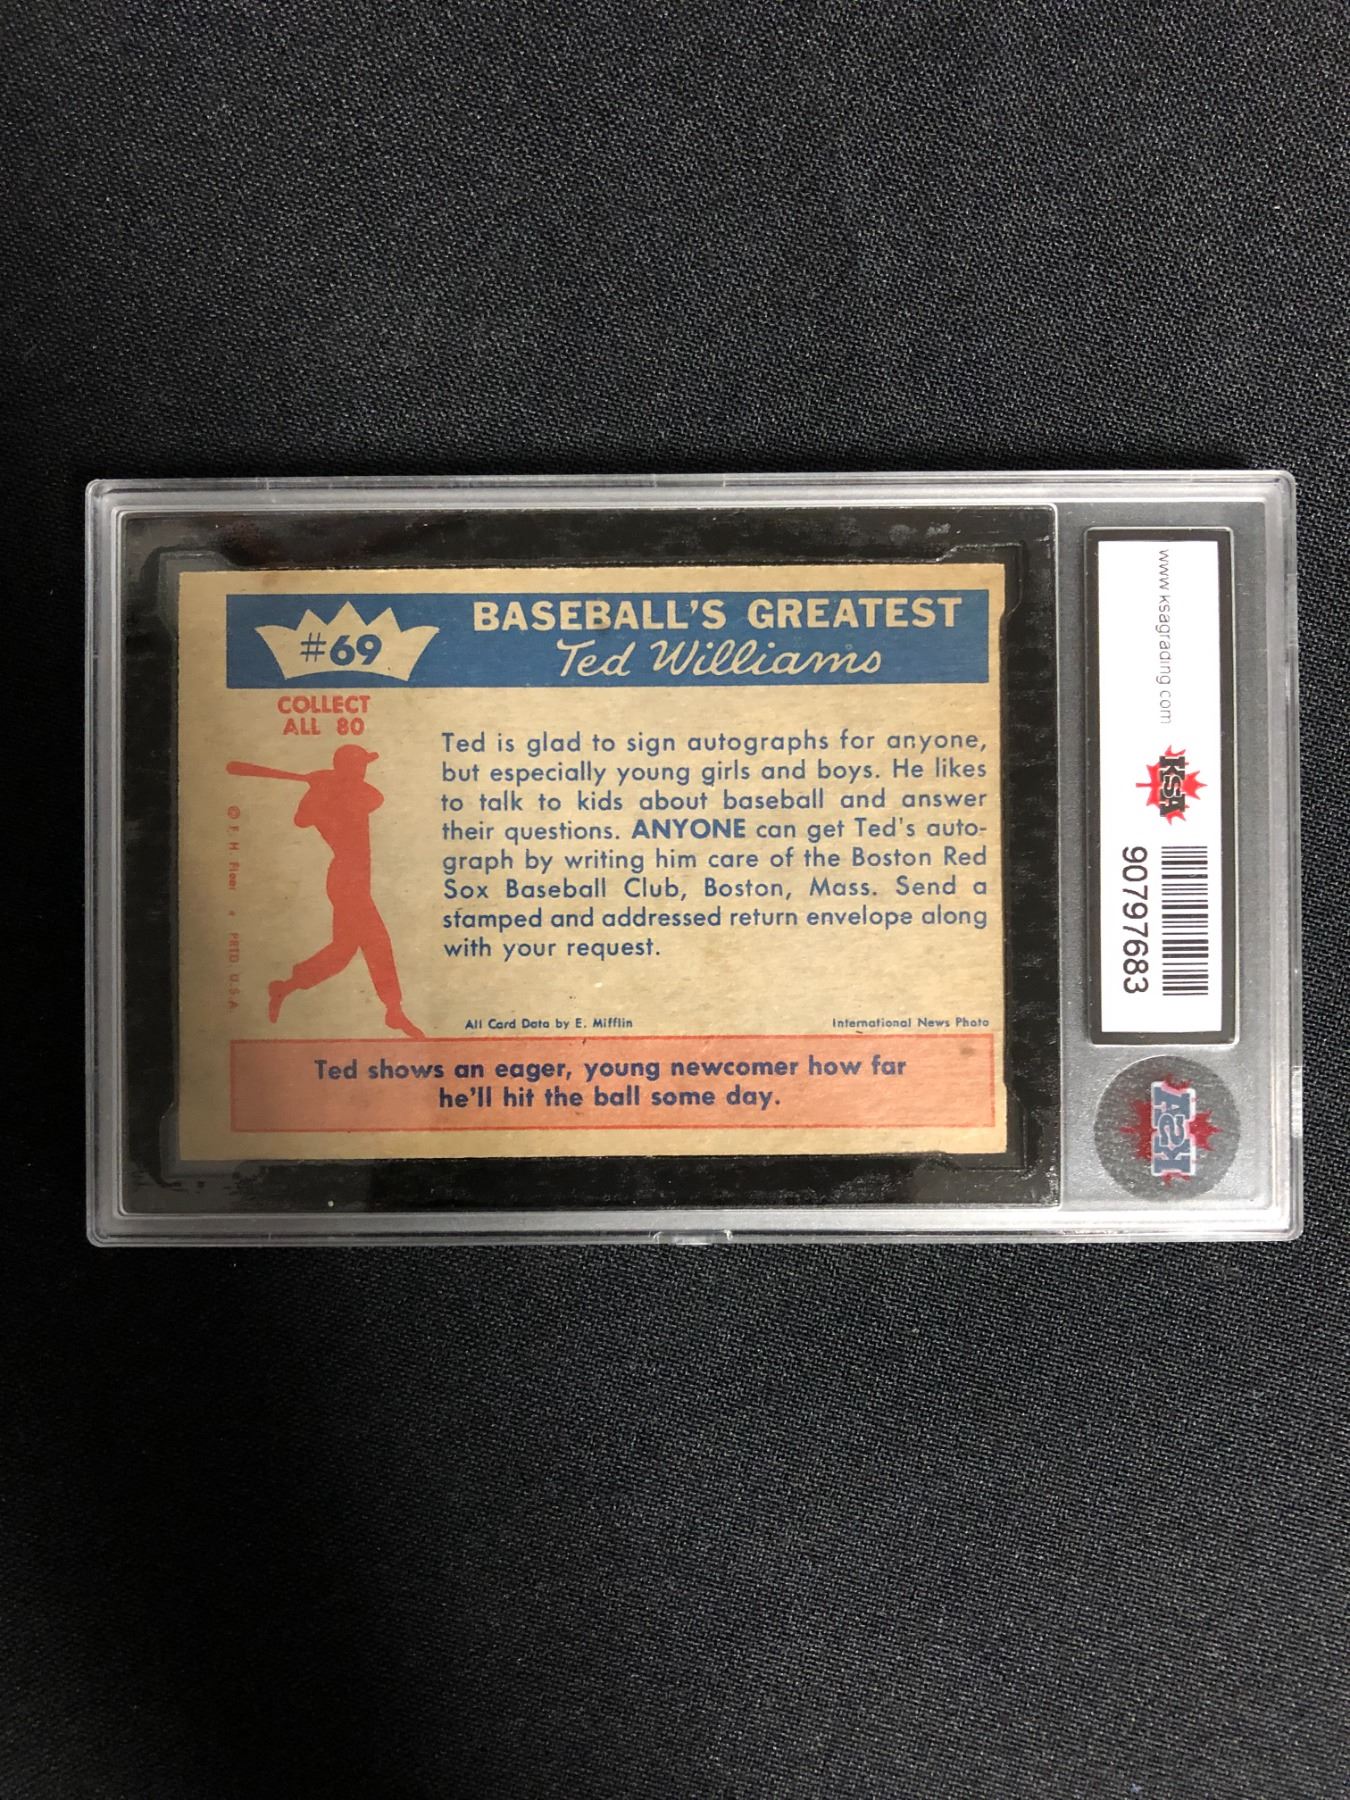 #69
BASEBALL'S GREATEST
Ted Williams
COLLECT
ALL 80
© F. H. Fleer • PRTD. U.S.A
Ted is glad to sign autographs for anyone,
but especially young girls and boys. He likes
to talk to kids about baseball and answer
their questions. ANYONE can get Ted's auto-
graph by writing him care of the Boston Red
Sox Baseball Club, Boston, Mass. Send a
stamped and addressed return envelope along
with your request.
All Card Data by E. Mifflin
International News Photo
Ted shows an eager, young newcomer how far
he'll hit the ball some day.
www.ksagrading.com
KSA
90797683
KSA